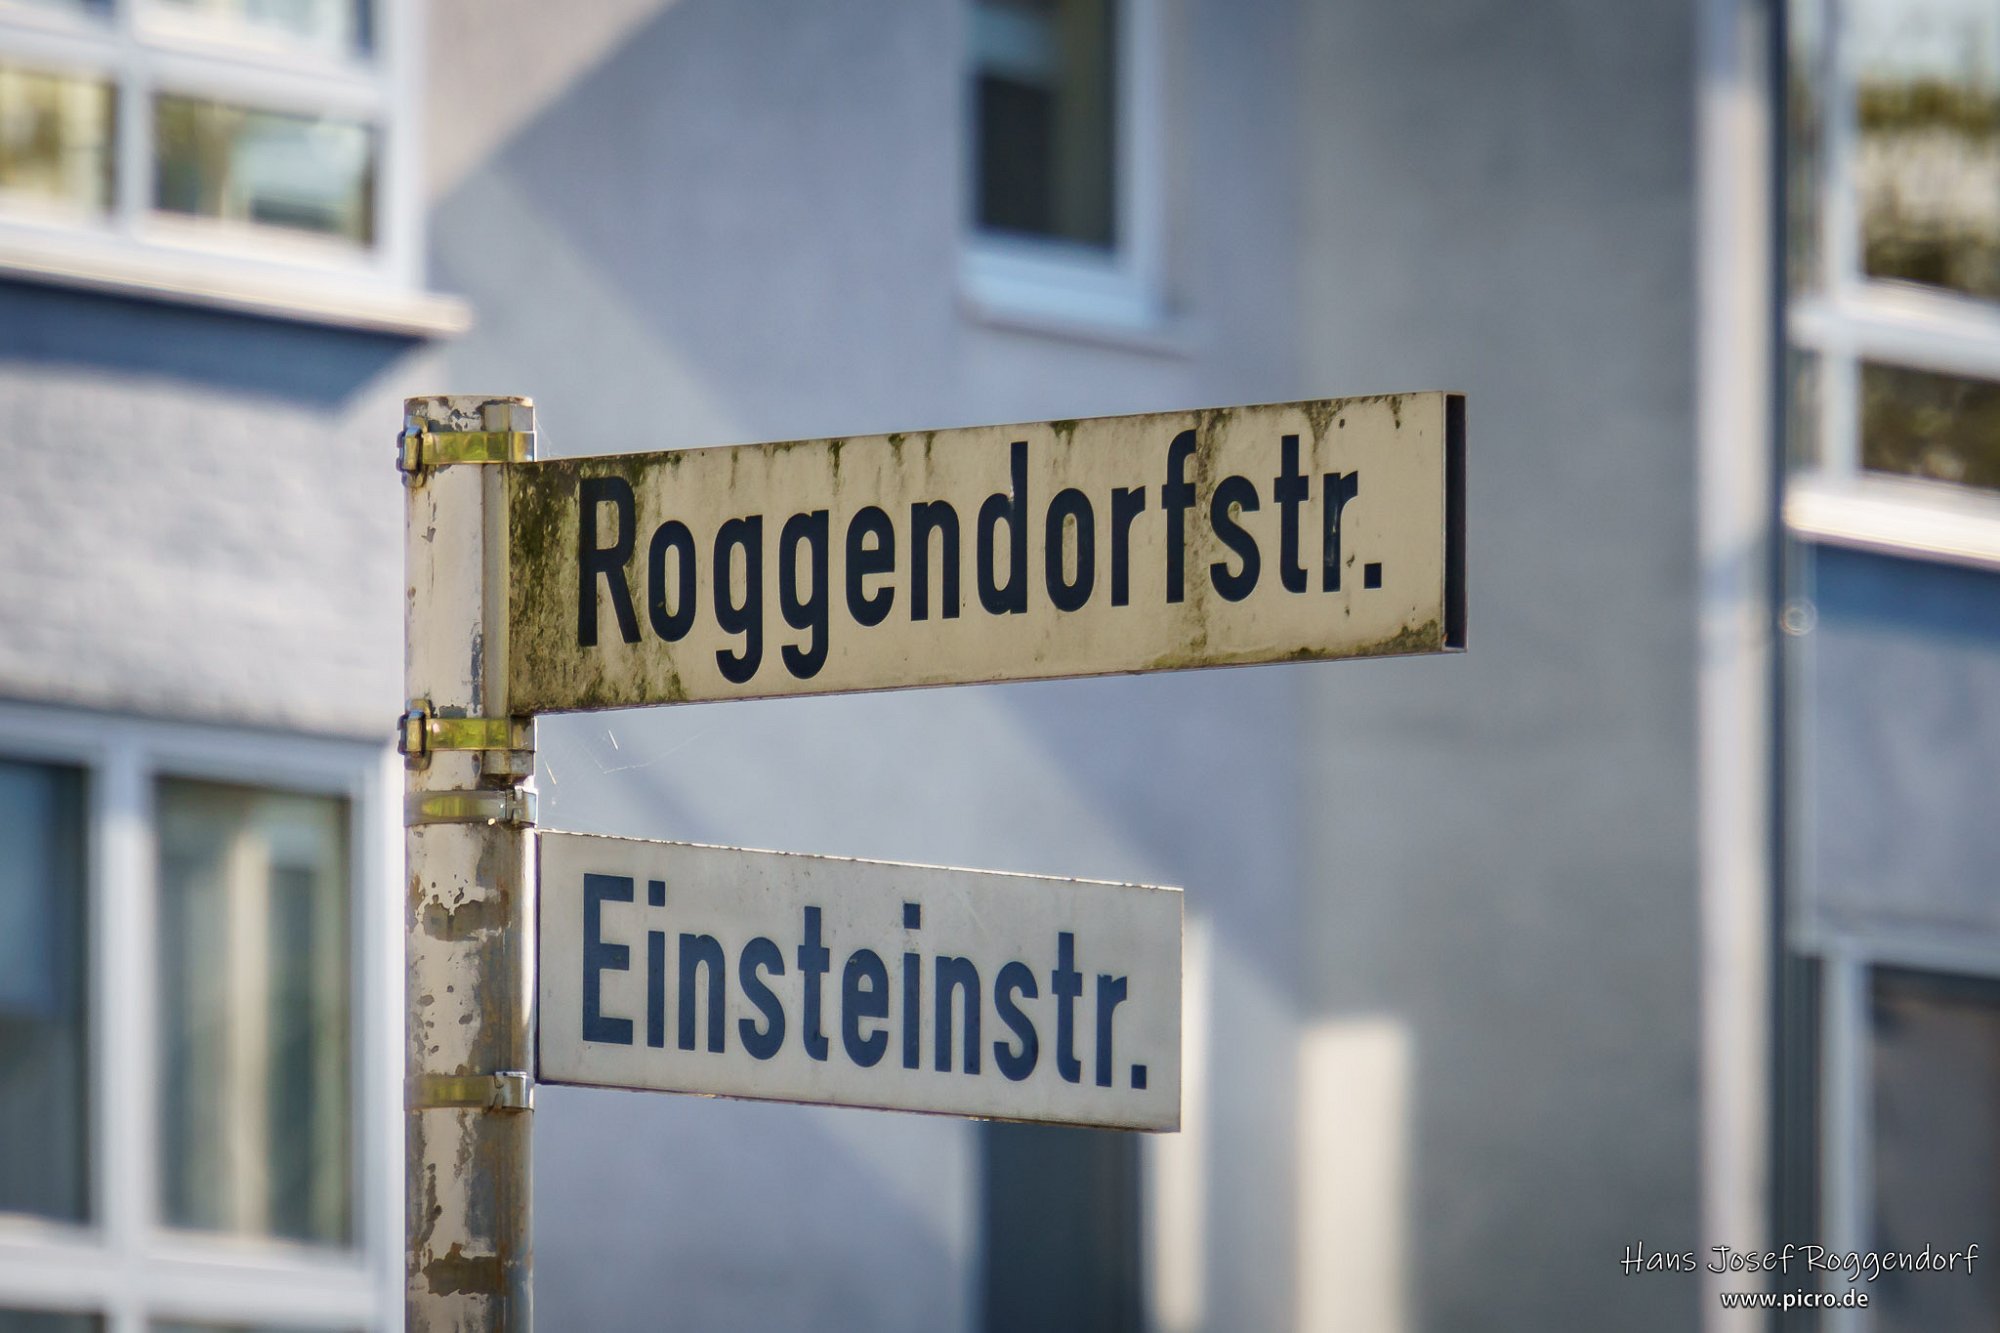 Roggendorfstr.
Einsteinstr.
Hans Josef Roggendorf
www.picro.de